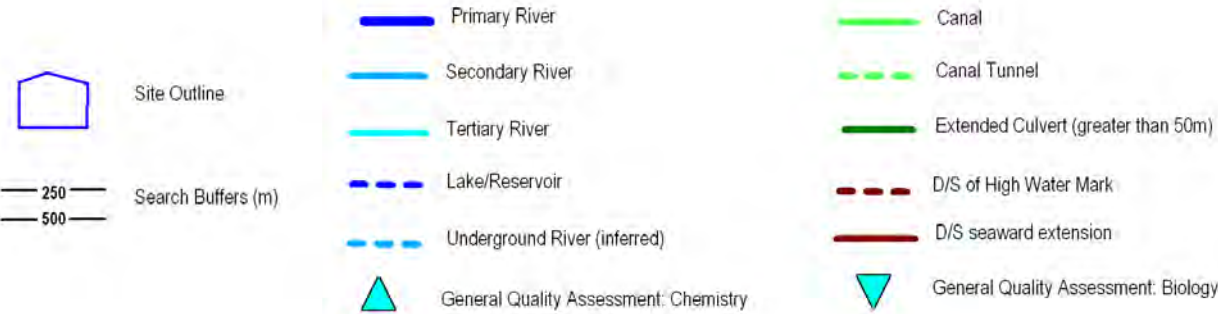 Site Outline
250
500
Search Buffers (m)
Primary River
Secondary River
Tertiary River
Lake/Reservoir
Underground River (inferred)
General Quality Assessment: Chemistry
Canal
Canal Tunnel
Extended Culvert (greater than 50m)
D/S of High Water Mark
D/S seaward extension
General Quality Assessment: Biology